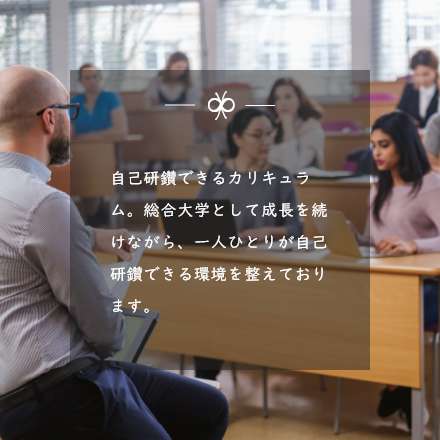 自己研鑽できるカリキュラ
ム。総合大学として成長を続
けながら、一人ひとりが自己
研鑽できる環境を整えており
ます。